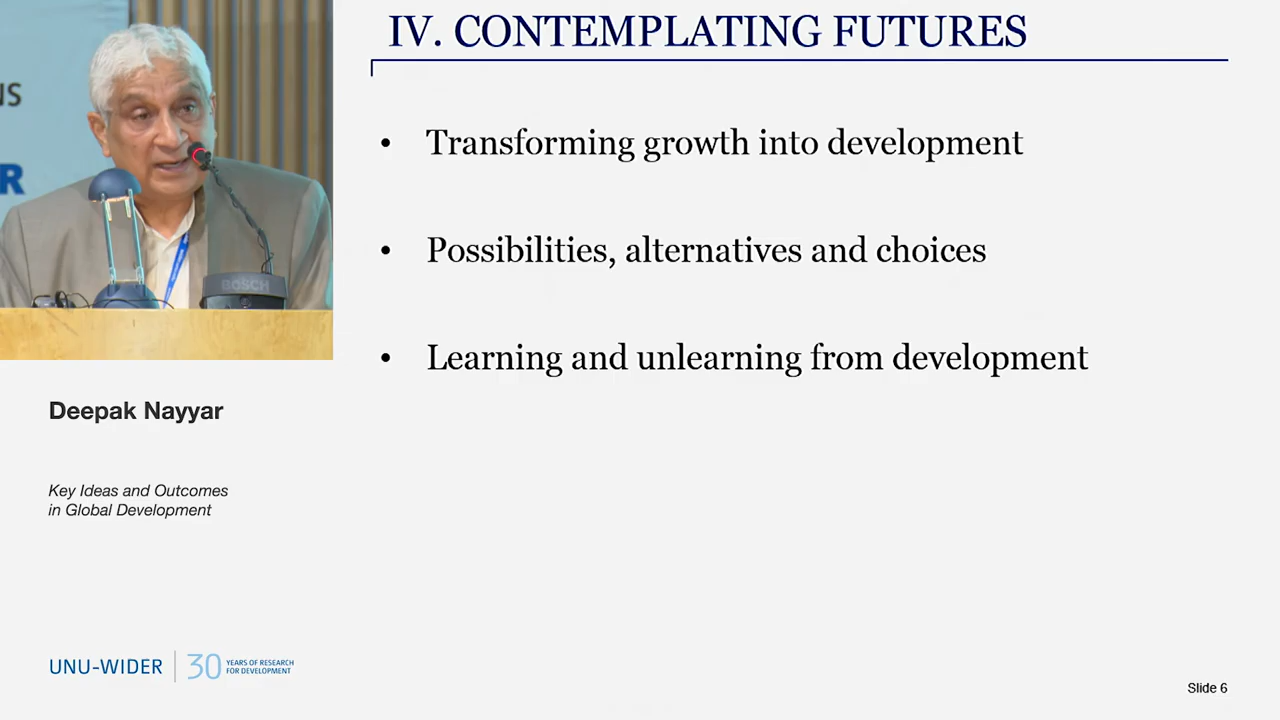 IV. CONTEMPLATING FUTURES
• Transforming growth into development
• Possibilities, alternatives and choices
• Learning and unlearning from development
NS
R
BOSCH
Deepak Nayyar
Key Ideas and Outcomes
in Global Development
UNU-WIDER
30 YEARS OF RESEARCH
FOR DEVELOPMENT
Slide 6